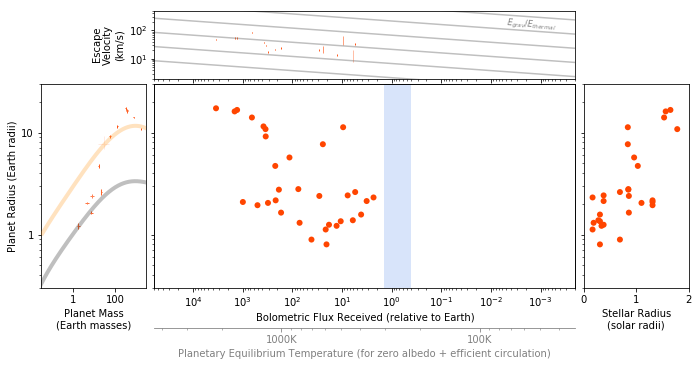 Escape
Velocity
(km/s)
10²
10¹
E_grav/E_thermal
Planet Radius (Earth radii)
10
1
1 100
Planet Mass
(Earth masses)
10⁴ 10³ 10² 10¹ 10⁰ 10⁻¹ 10⁻² 10⁻³
Bolometric Flux Received (relative to Earth)
0 1 2
Stellar Radius
(solar radii)
1000K 100K
Planetary Equilibrium Temperature (for zero albedo + efficient circulation)